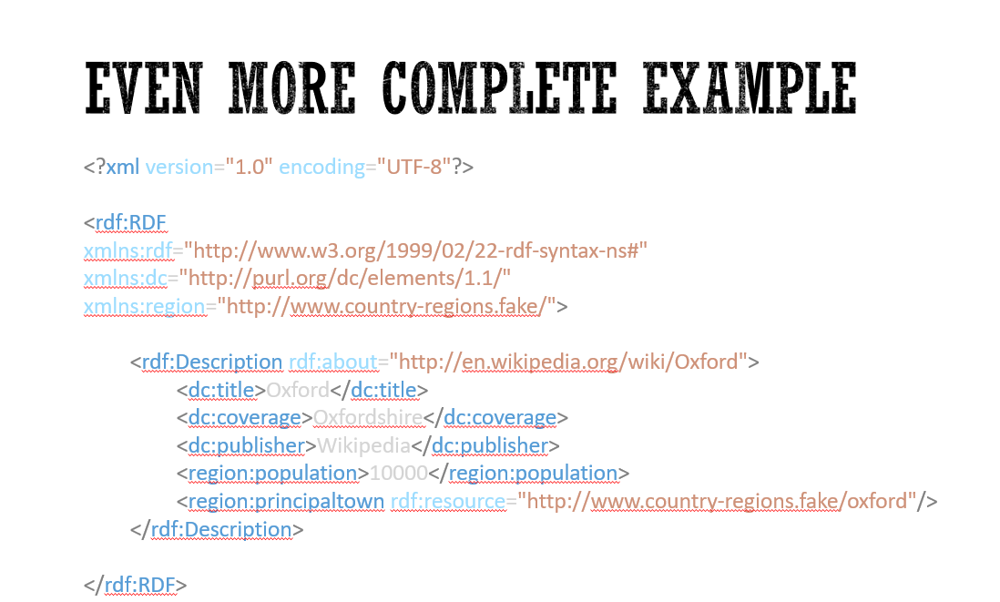 EVEN MORE COMPLETE EXAMPLE
<?xml version="1.0" encoding="UTF-8"?>
<rdf:RDF
xmlns:rdf="http://www.w3.org/1999/02/22-rdf-syntax-ns#"
xmlns:dc="http://purl.org/dc/elements/1.1/"
xmlns:region="http://www.country-regions.fake/">
<rdf:Description rdf:about="http://en.wikipedia.org/wiki/Oxford">
<dc:title>Oxford</dc:title>
<dc:coverage>Oxfordshire</dc:coverage>
<dc:publisher>Wikipedia</dc:publisher>
<region:population>10000</region:population>
<region:principaltown rdf:resource="http://www.country-regions.fake/oxford"/>
</rdf:Description>
</rdf:RDF>